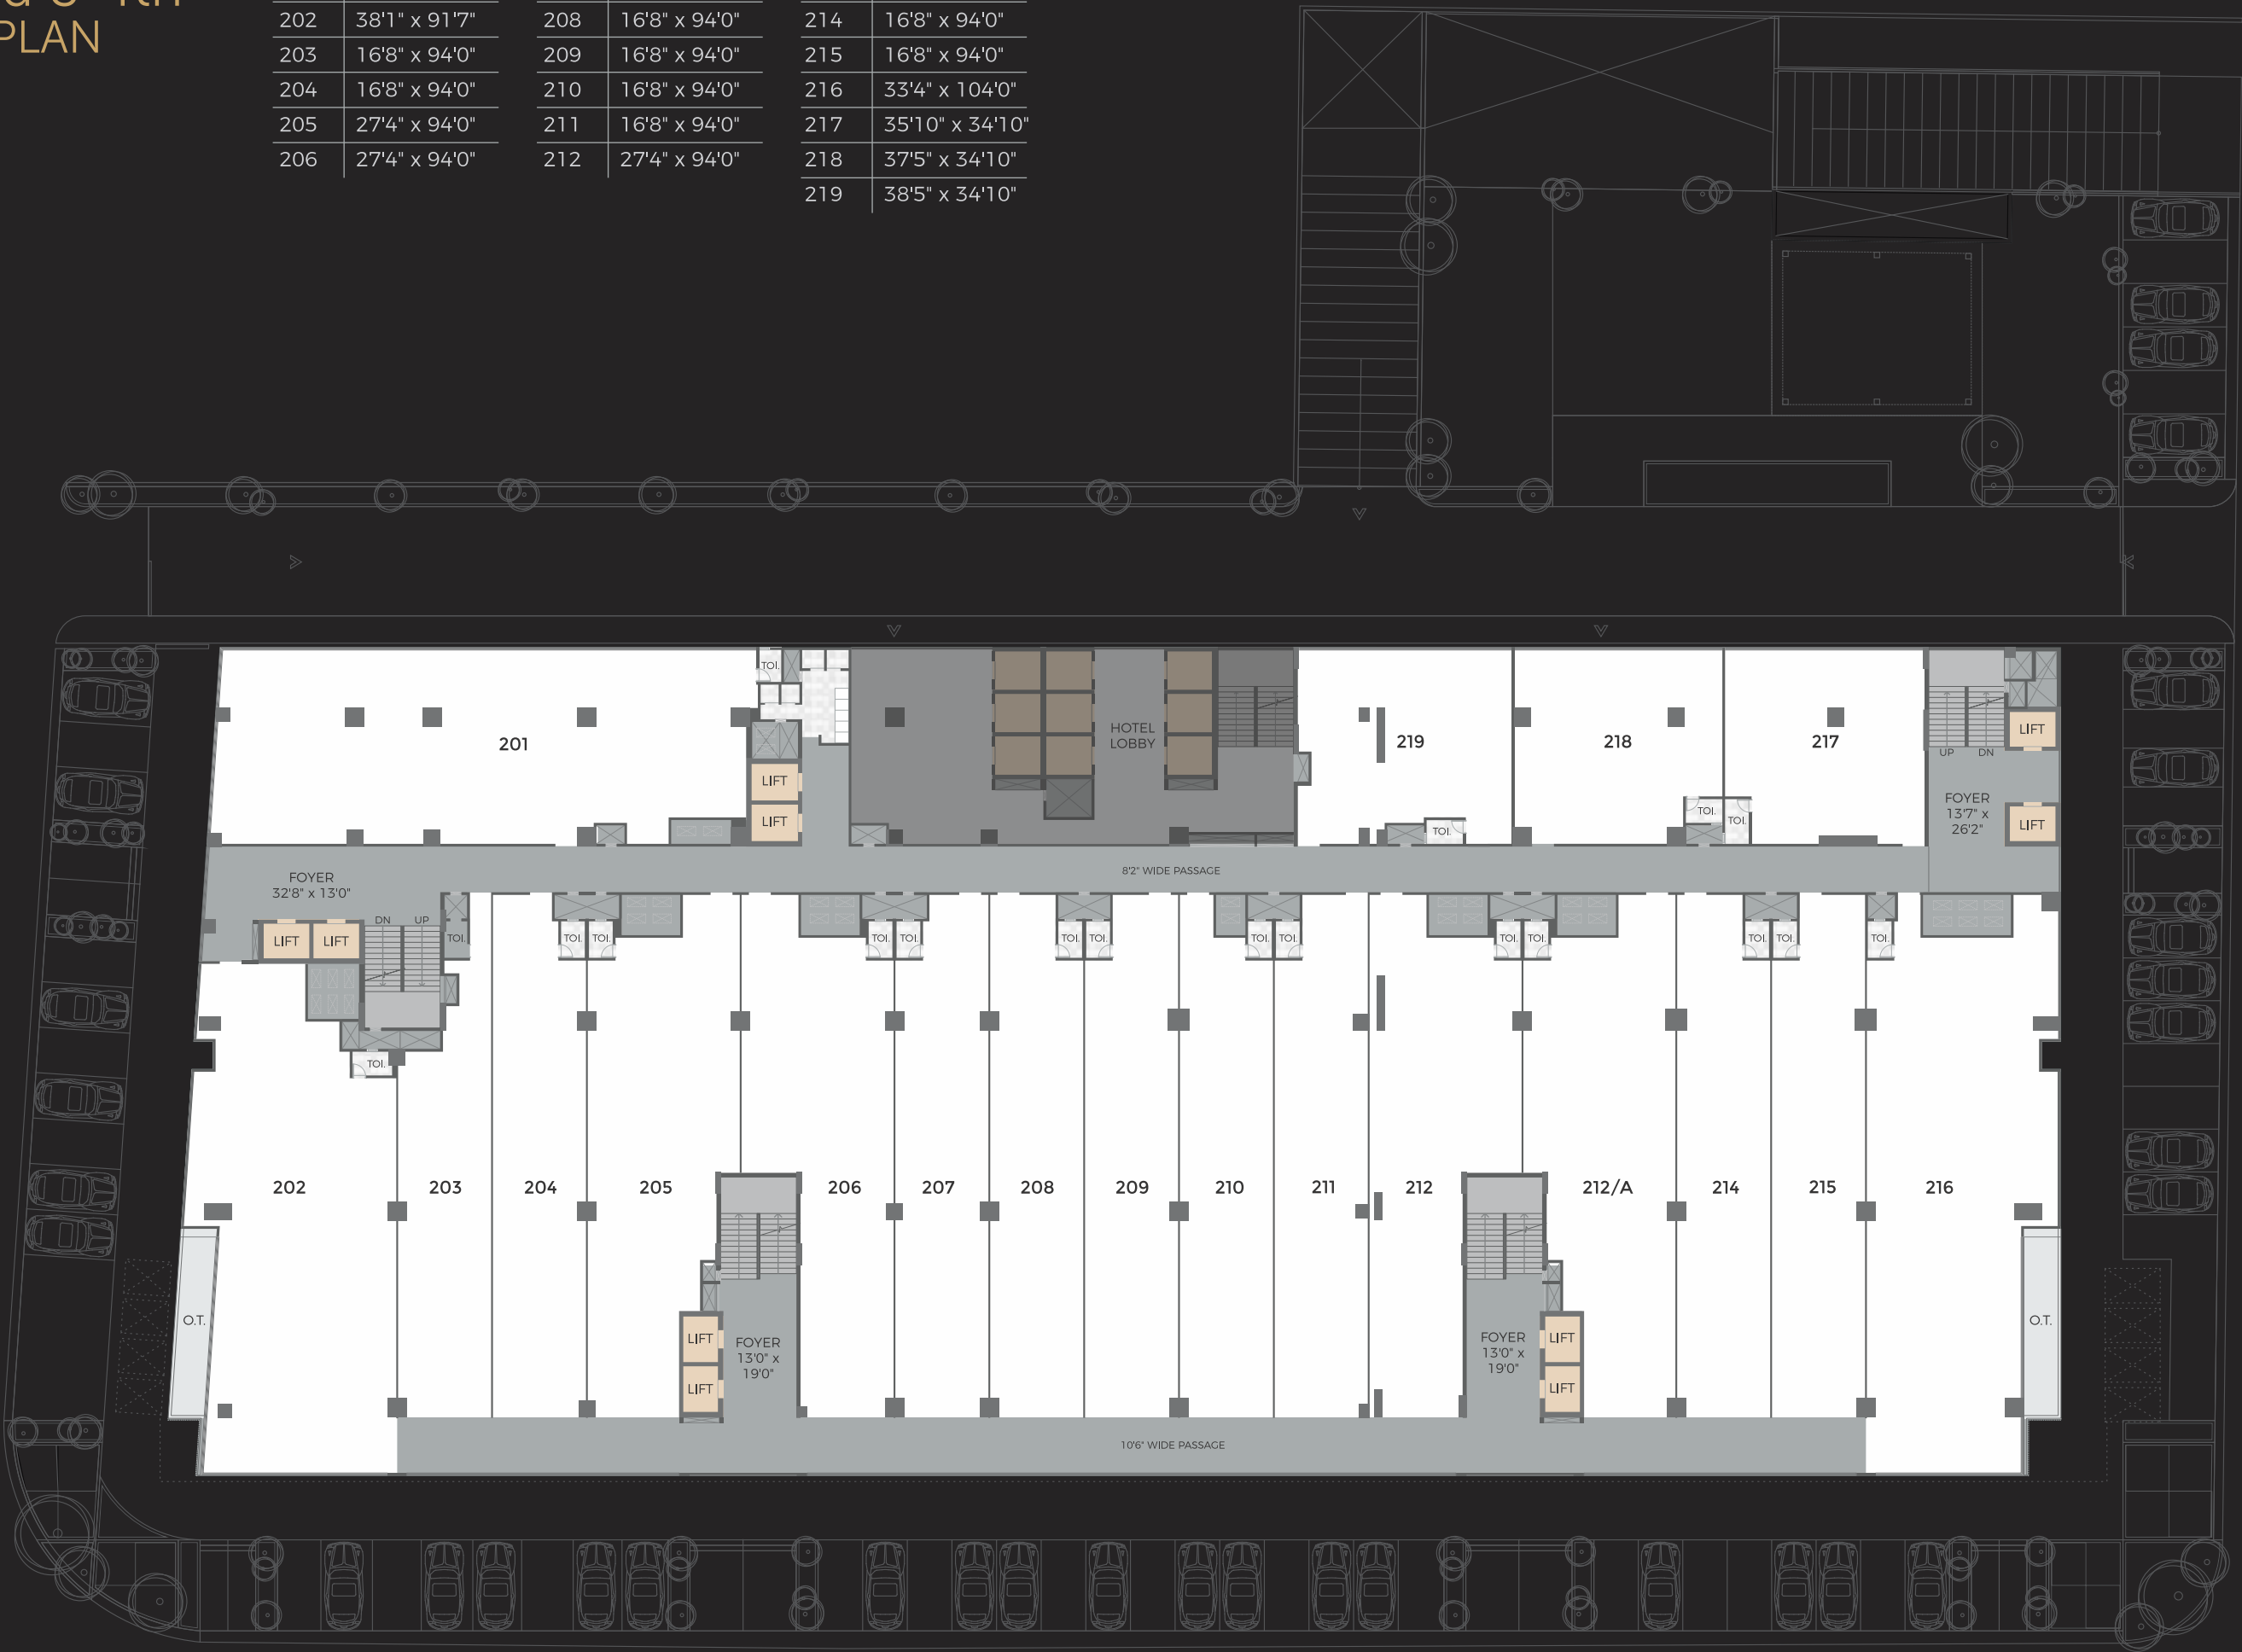 PLAN
202 38'1" x 91'7" 208 16'8" x 94'0" 214 16'8" x 94'0"
203 16'8" x 94'0" 209 16'8" x 94'0" 215 16'8" x 94'0"
204 16'8" x 94'0" 210 16'8" x 94'0" 216 33'4" x 104'0"
205 27'4" x 94'0" 211 16'8" x 94'0" 217 35'10" x 34'10"
206 27'4" x 94'0" 212 27'4" x 94'0" 218 37'5" x 34'10"
219 38'5" x 34'10"
TOI.
201
HOTEL
LOBBY
219
218
217
LIFT
UP DN
LIFT
LIFT
FOYER
13'7" x
26'2"
LIFT
TOI.
TOI.
TOI.
8'2" WIDE PASSAGE
FOYER
32'8" x 13'0"
DN UP
LIFT LIFT
TOI.
TOI. TOI.
TOI. TOI.
TOI. TOI.
TOI. TOI.
TOI. TOI.
TOI. TOI.
TOI.
TOI.
202 203 204 205 206 207 208 209 210 211 212 212/A 214 215 216
O.T.
O.T.
LIFT
FOYER
13'0" x
19'0"
LIFT
FOYER
13'0" x
19'0"
LIFT
LIFT
10'6" WIDE PASSAGE